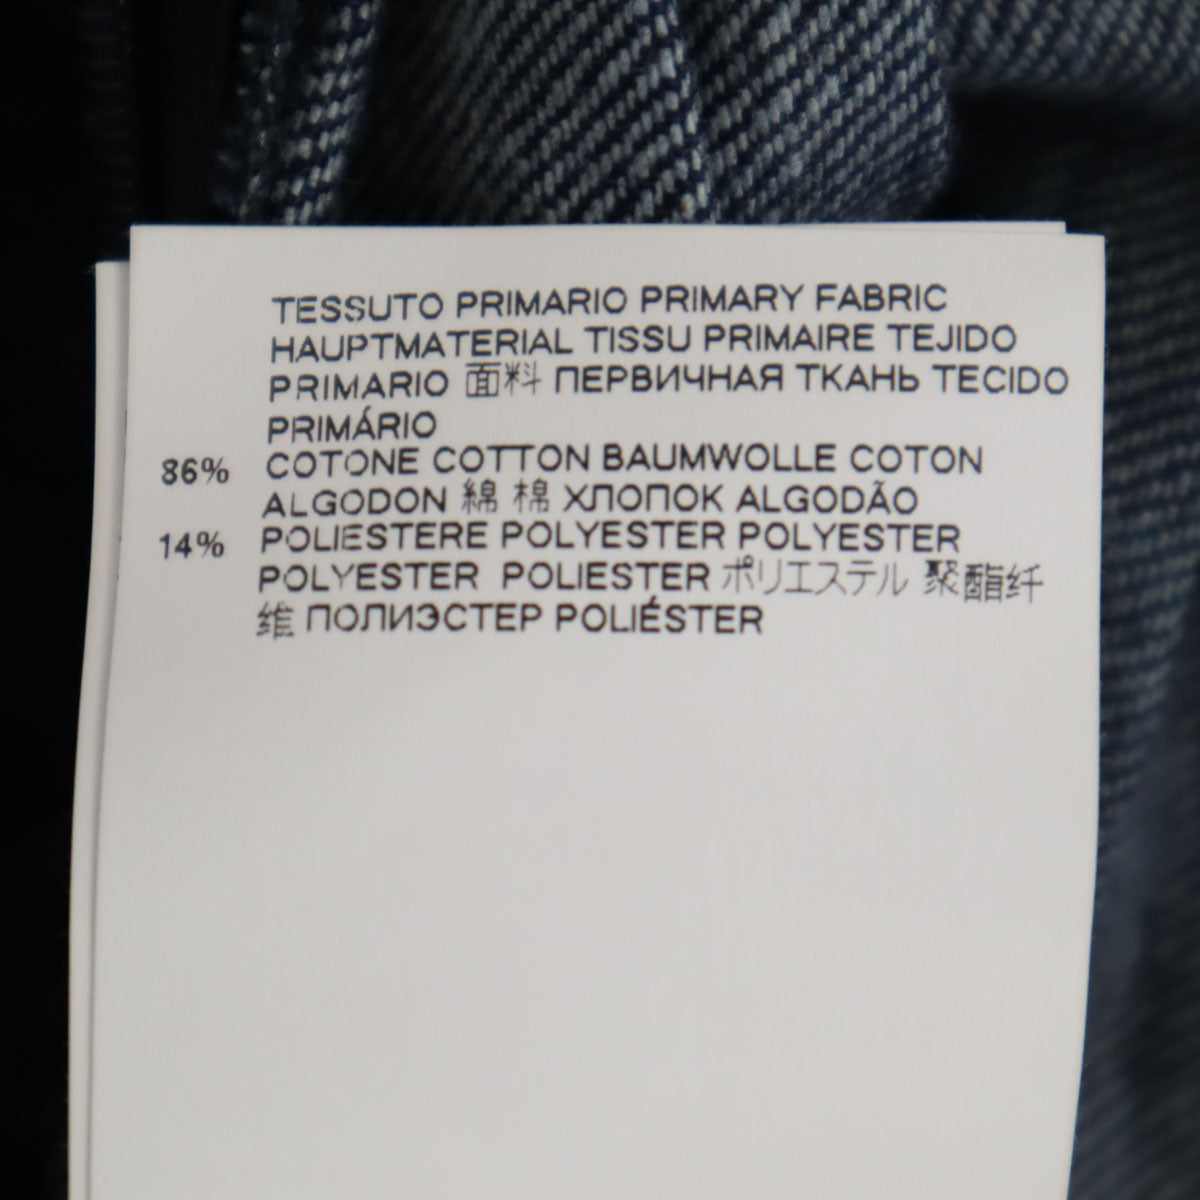 TESSUTO PRIMARIO PRIMARY FABRIC
HAUPTMATERIAL TISSU PRIMAIRE TEJIDO
PRIMARIO 面料 ПЕРВИЧНАЯ ТКАНЬ TECIDO
PRIMÁRIO
86% COTONE COTTON BAUMWOLLE COTON
ALGODON 綿 棉 ХЛОПОК ALGODÃO
14% POLIESTERE POLYESTER POLYESTER
POLYESTER POLIESTER ポリエステル 聚酯纤
维 ПОЛИЭСТЕР POLIÉSTER